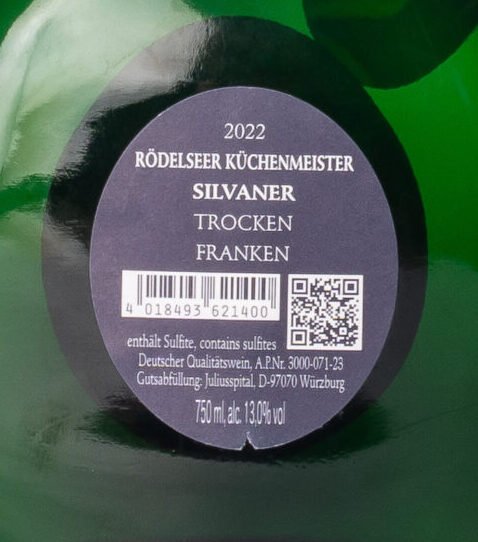 2022
RÖDELSEER KÜCHENMEISTER
SILVANER
TROCKEN
FRANKEN
4 018493 621400
enthält Sulfite, contains sulfites
Deutscher Qualitätswein, A.P.Nr. 3000-071-23
Gutsabfüllung: Juliusspital, D-97070 Würzburg
750 ml, alc. 13,0% vol